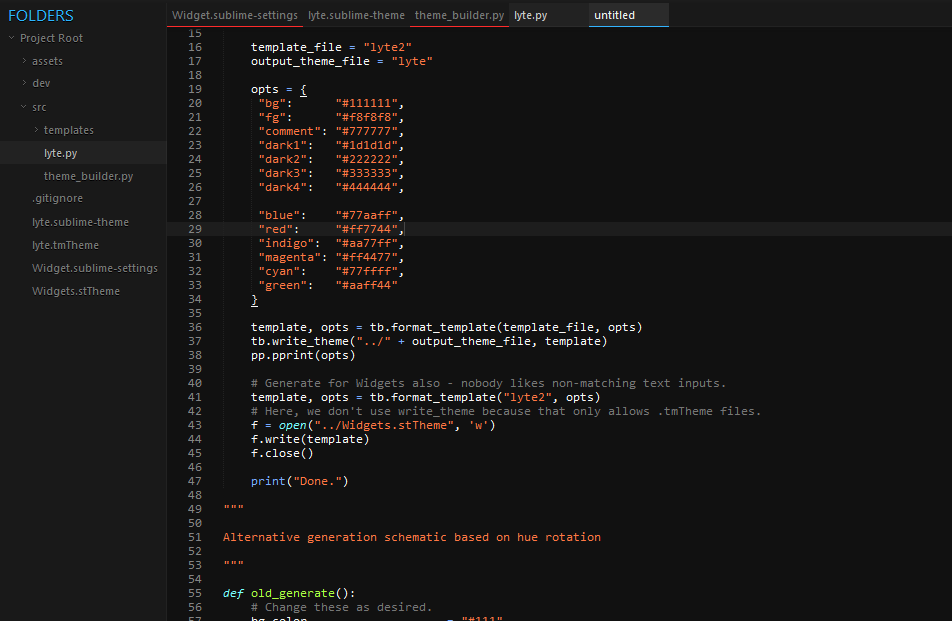 FOLDERS
Project Root
assets
dev
src
templates
lyte.py
theme_builder.py
.gitignore
lyte.sublime-theme
lyte.tmTheme
Widget.sublime-settings
Widgets.stTheme
Widget.sublime-settings lyte.sublime-theme theme_builder.py lyte.py untitled
15
16 template_file = "lyte2"
17 output_theme_file = "lyte"
18
19 opts = {
20 "bg": "#111111",
21 "fg": "#f8f8f8",
22 "comment": "#777777",
23 "dark1": "#1d1d1d",
24 "dark2": "#222222",
25 "dark3": "#333333",
26 "dark4": "#444444",
27
28 "blue": "#77aaff",
29 "red": "#ff7744",
30 "indigo": "#aa77ff",
31 "magenta": "#ff4477",
32 "cyan": "#77ffff",
33 "green": "#aaff44"
34 }
35
36 template, opts = tb.format_template(template_file, opts)
37 tb.write_theme("../" + output_theme_file, template)
38 pp.pprint(opts)
39
40 # Generate for Widgets also - nobody likes non-matching text inputs.
41 template, opts = tb.format_template("lyte2", opts)
42 # Here, we don't use write_theme because that only allows .tmTheme files.
43 f = open("../Widgets.stTheme", 'w')
44 f.write(template)
45 f.close()
46
47 print("Done.")
48
49 """
50
51 Alternative generation schematic based on hue rotation
52
53 """
54
55 def old_generate():
56 # Change these as desired.
57 bg_color = "#111"